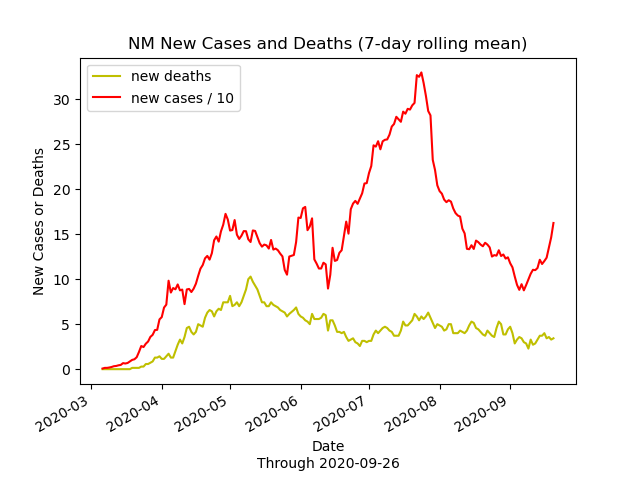 NM New Cases and Deaths (7-day rolling mean)
new deaths
new cases / 10
New Cases or Deaths
30
25
20
15
10
5
0
2020-03
2020-04
2020-05
2020-06
2020-07
2020-08
2020-09
Date
Through 2020-09-26